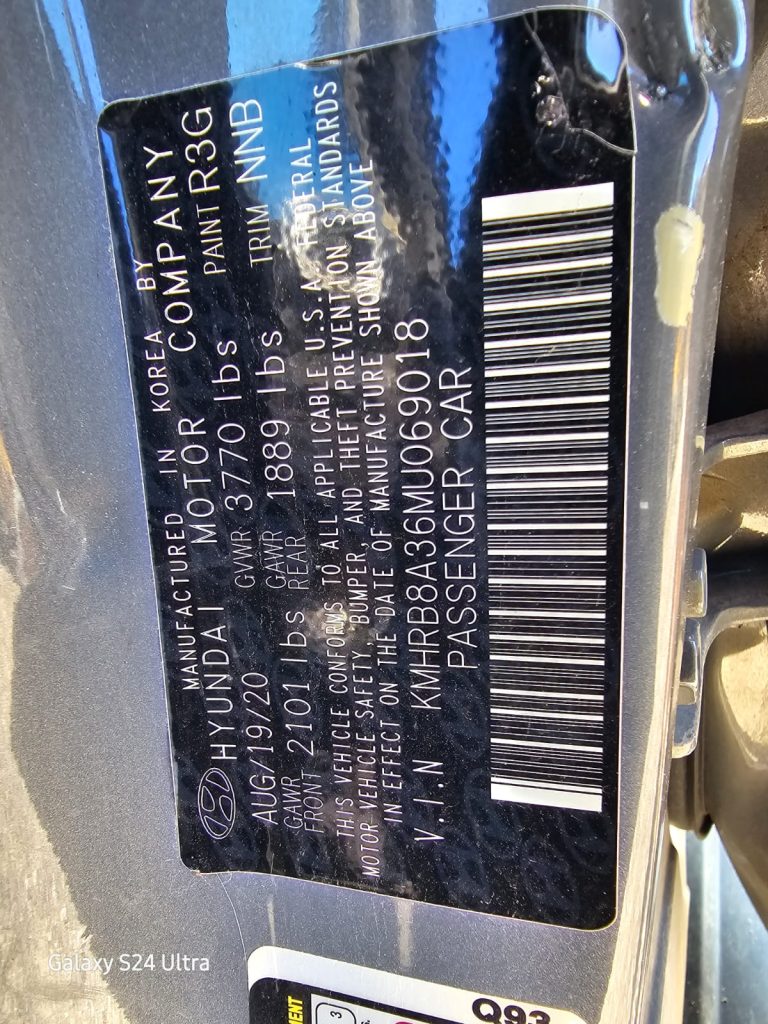 MANUFACTURED IN KOREA BY
HYUNDAI MOTOR COMPANY
AUG/19/20 GVWR 3770 lbs PAINT R3G
GAWR FRONT 2101 lbs GAWR REAR 1889 lbs TRIM NNB
THIS VEHICLE CONFORMS TO ALL APPLICABLE U.S.A. FEDERAL
MOTOR VEHICLE SAFETY, BUMPER, AND THEFT PREVENTION STANDARDS
IN EFFECT ON THE DATE OF MANUFACTURE SHOWN ABOVE
V.I.N KMHRB8A36MU069018
PASSENGER CAR
Q93
3
Galaxy S24 Ultra